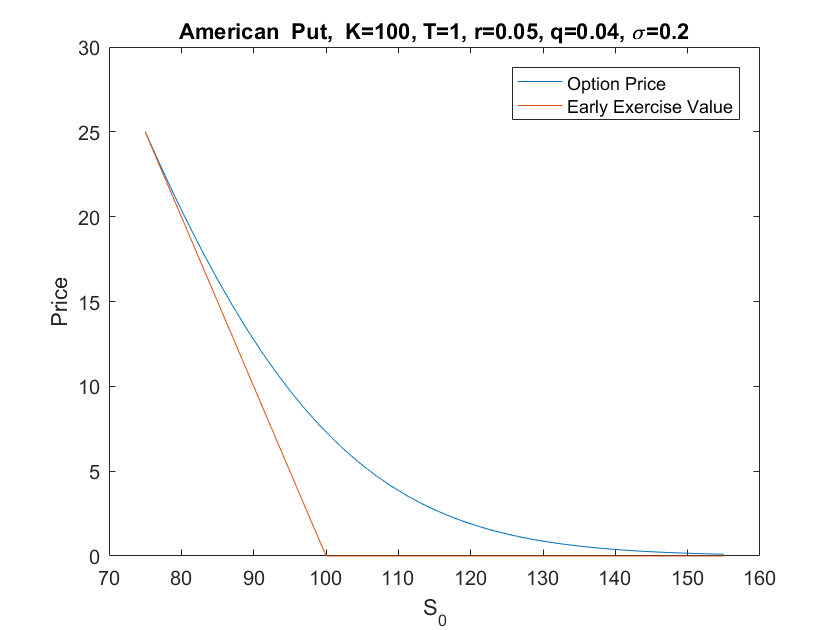 American  Put,  K=100, T=1, r=0.05, q=0.04, σ=0.2
Option Price
Early Exercise Value
30
25
20
15
10
5
0
Price
70 80 90 100 110 120 130 140 150 160
S₀